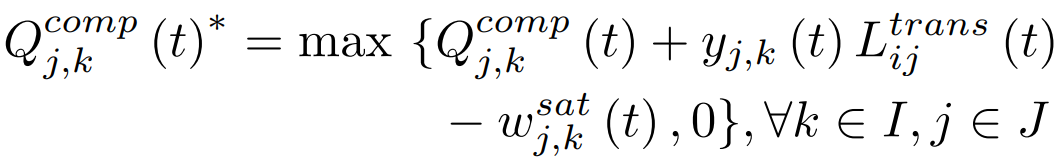 Q_{j,k}^{comp} (t)^* = max {Q_{j,k}^{comp} (t) + y_{j,k} (t) L_{ij}^{trans} (t)
− w_{j,k}^{sat} (t) , 0}, ∀k ∈ I, j ∈ J